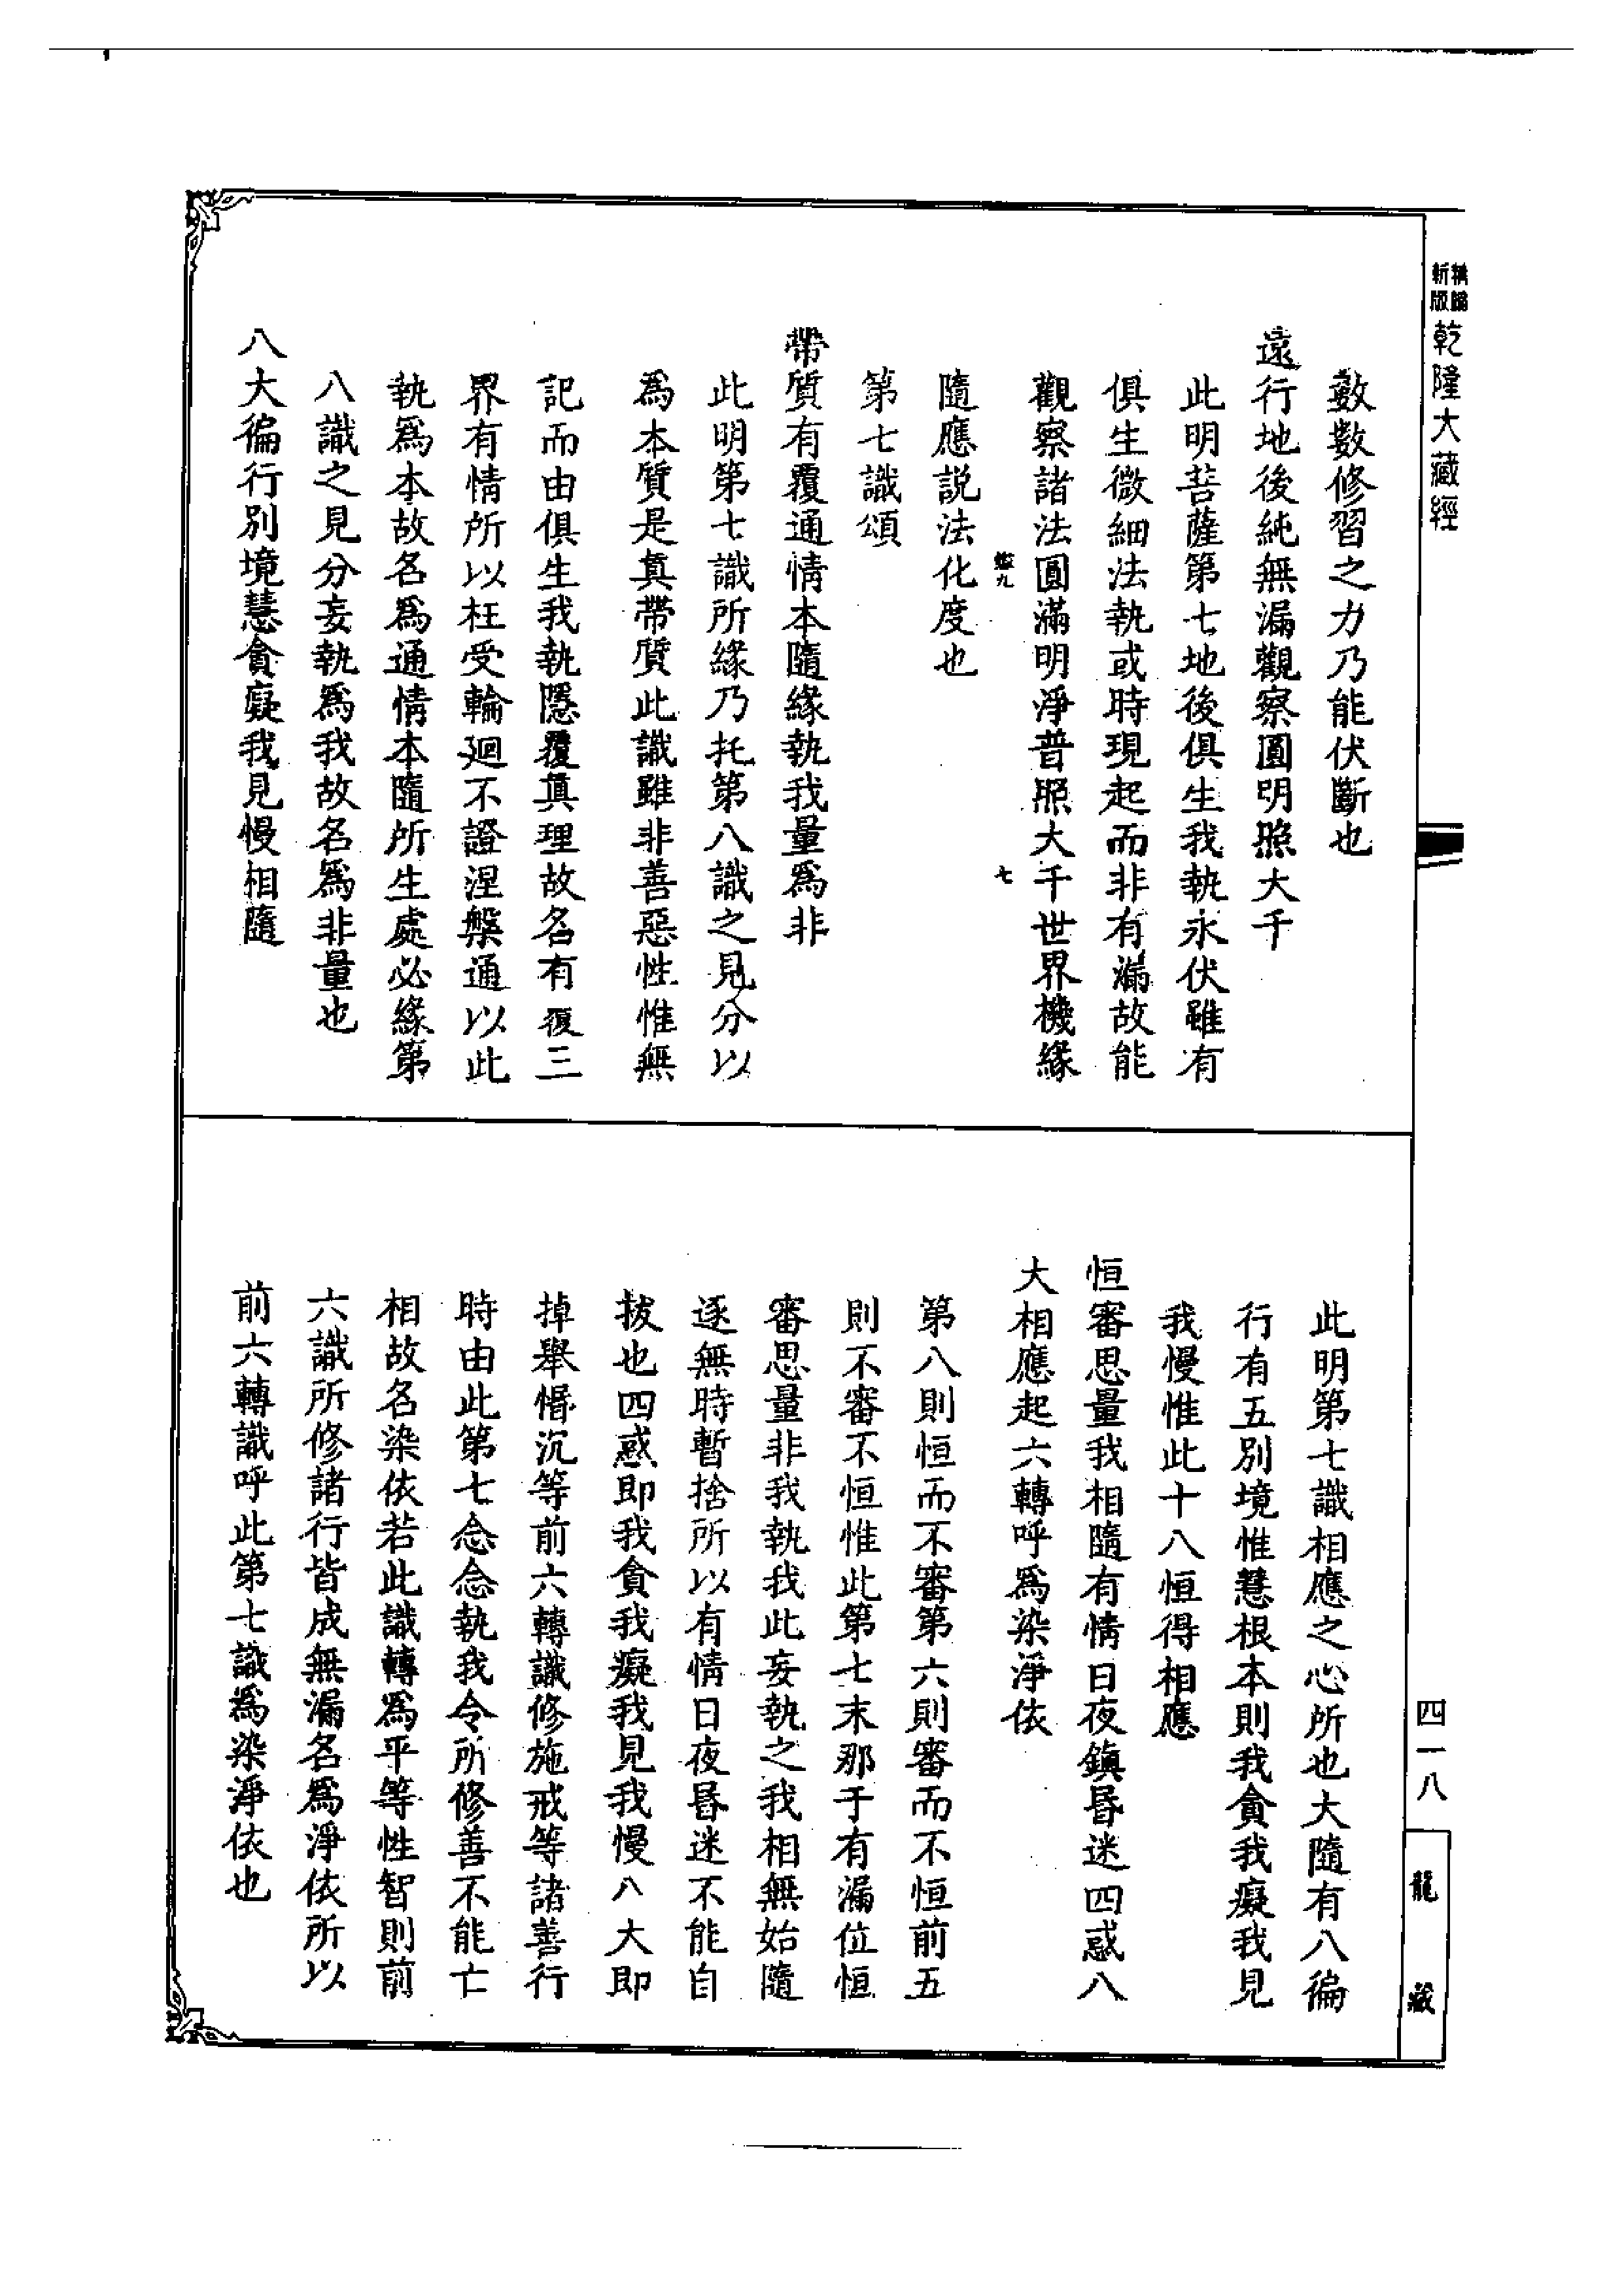 新版
精編
乾隆大藏經
數數修習之力乃能伏斷也
遠行地後純無漏觀察圓明照大千
此明菩薩第七地後俱生我執永伏雖有
俱生微細法執或時現起而非有漏故能
觀察諸法圓滿明淨普照大千世界機緣
九
七
隨應說法化度也
第七識頌
帶質有覆通情本隨緣執我量爲非
此明第七識所緣乃托第八識之見分以
爲本質是真帶質此識雖非善惡性惟無
記而由俱生我執隱覆眞理故名有覆三
界有情所以枉受輪廻不證涅槃通以此
執爲本故名爲通情本隨所生處必緣第
八識之見分妄執爲我故名爲非量也
八大徧行別境慧貪癡我見慢相隨
此明第七識相應之心所也大隨有八徧
行有五別境惟慧根本則我貪我癡我見
我慢惟此十八恒得相應
恒審思量我相隨有情日夜鎮昏迷四惑八
大相應起六轉呼爲染淨依
第八則恒而不審第六則審而不恒前五
則不審不恒惟此第七末那于有漏位恒
審思量非我執我此妄執之我相無始隨
逐無時暫捨所以有情日夜昏迷不能自
拔也四惑即我貪我癡我見我慢八大即
掉舉惛沉等前六轉識修施戒等諸善行
時由此第七念念執我令所修善不能亡
相故名染依若此識轉爲平等性智則前
六識所修諸行皆成無漏名爲淨依所以
前六轉識呼此第七識爲染淨依也
四一八
龍藏